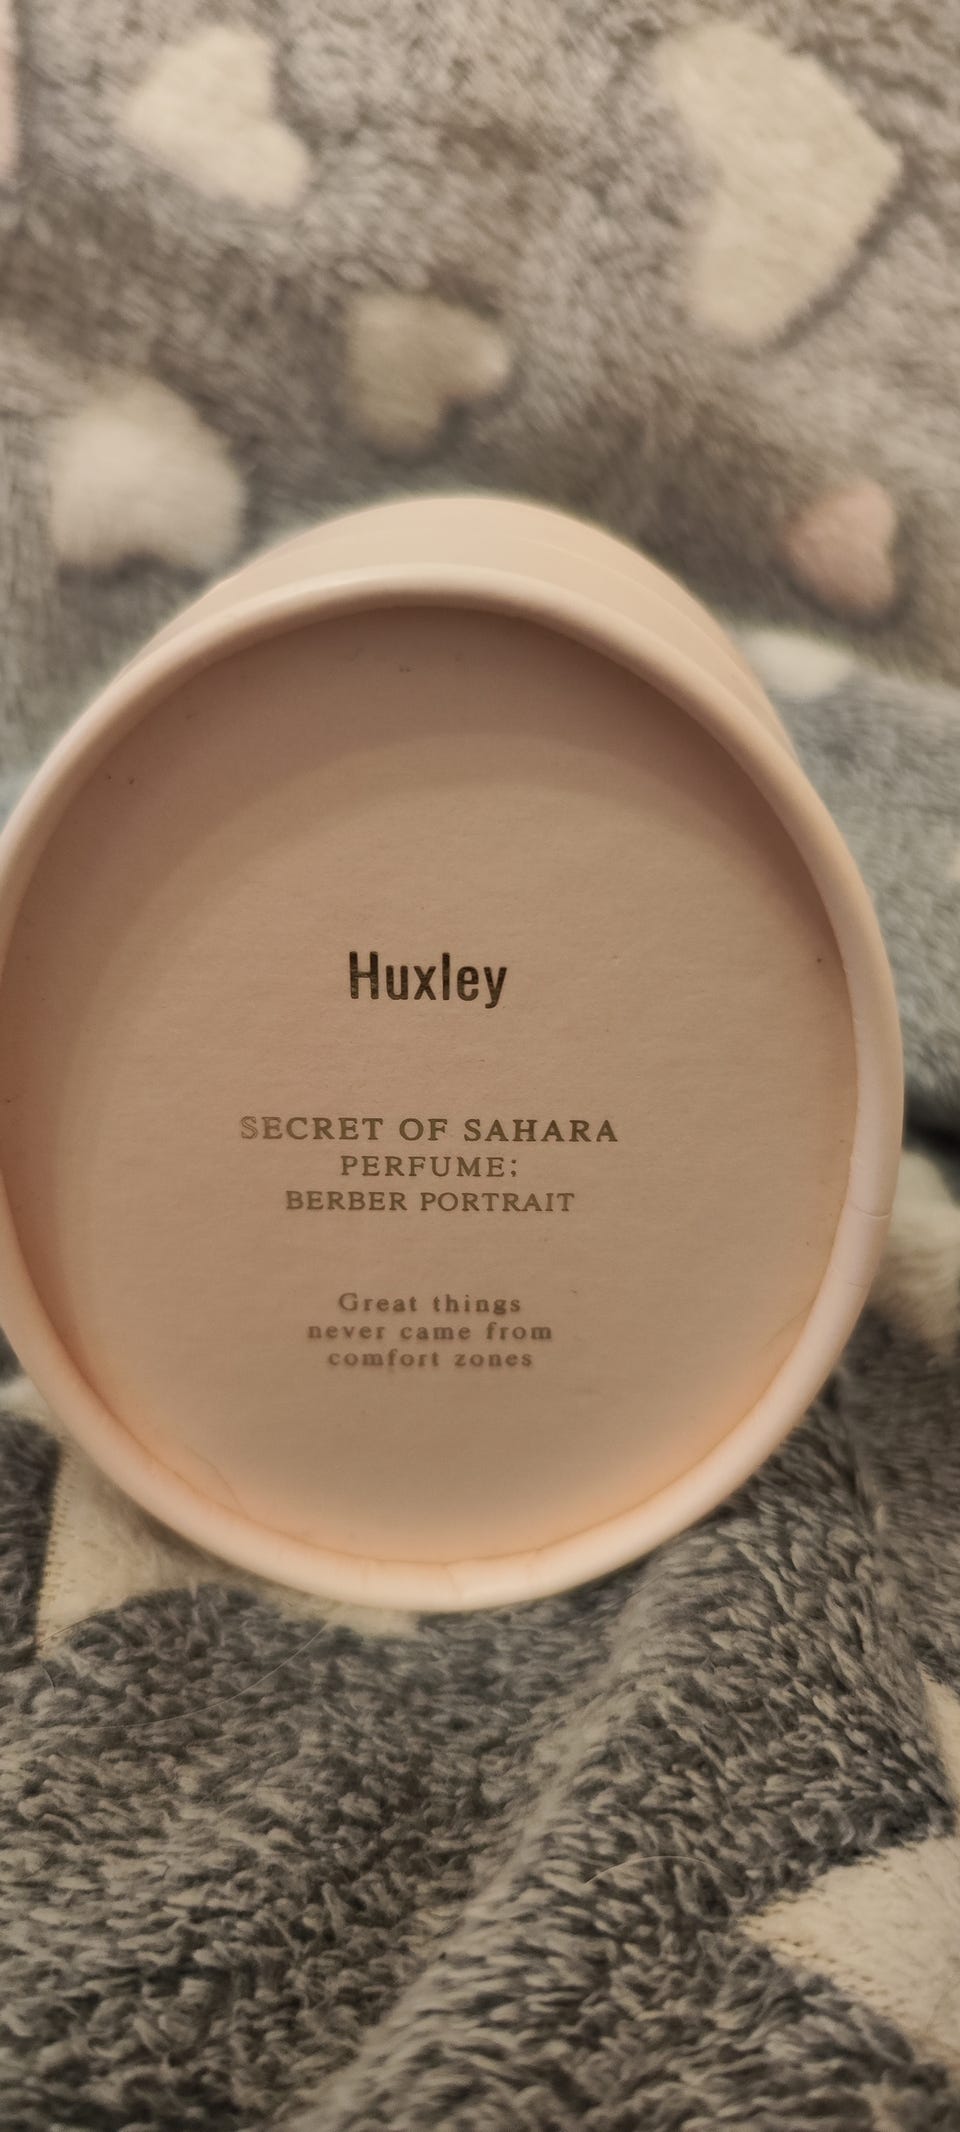 Huxley
SECRET OF SAHARA
PERFUME;
BERBER PORTRAIT
Great things
never came from
comfort zones